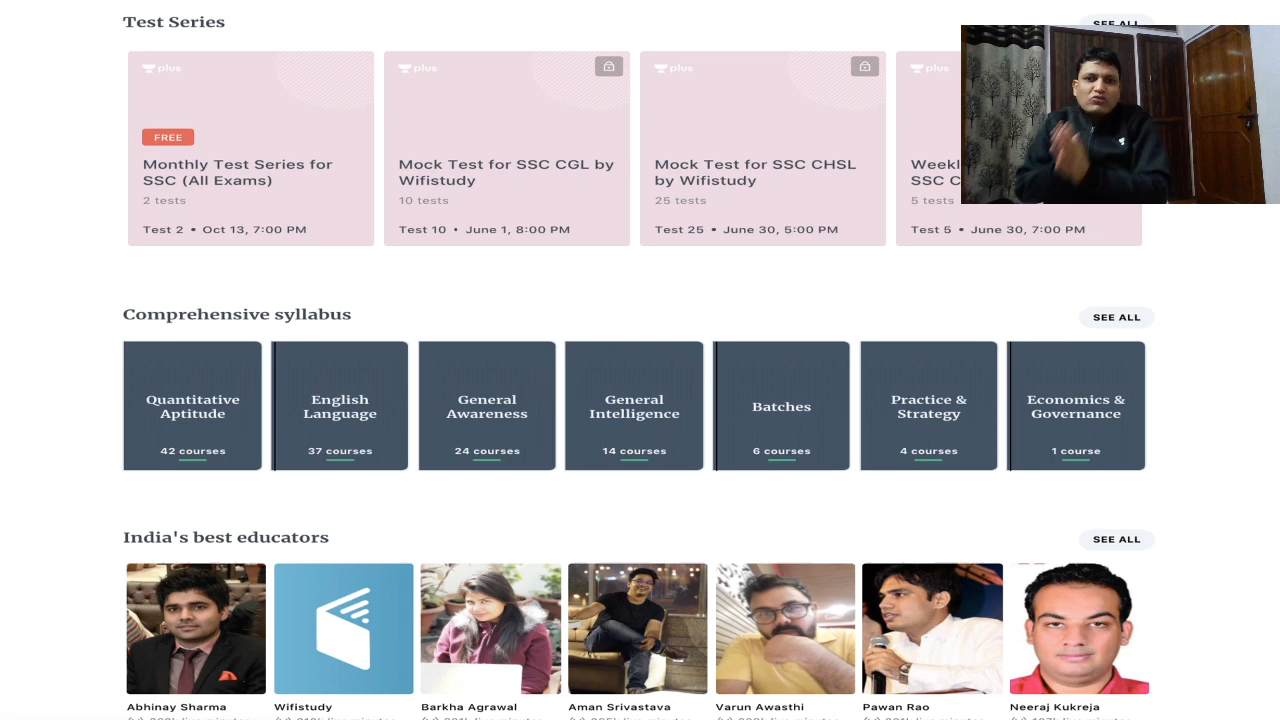 Test Series
SEE ALL
plus
FREE
Monthly Test Series for
SSC (All Exams)
2 tests
Test 2 • Oct 13, 7:00 PM
plus
Mock Test for SSC CGL by
Wifistudy
10 tests
Test 10 • June 1, 8:00 PM
plus
Mock Test for SSC CHSL
by Wifistudy
25 tests
Test 25 • June 30, 5:00 PM
plus
SSC
5 tests
Test 5 • June 30, 7:00 PM
Comprehensive syllabus
SEE ALL
Quantitative
Aptitude
42 courses
English
Language
37 courses
General
Awareness
24 courses
General
Intelligence
14 courses
Batches
6 courses
Practice &
Strategy
4 courses
Economics &
Governance
1 course
India's best educators
SEE ALL
Abhinay Sharma
Wifistudy
Barkha Agrawal
Aman Srivastava
Varun Awasthi
Pawan Rao
Neeraj Kukreja